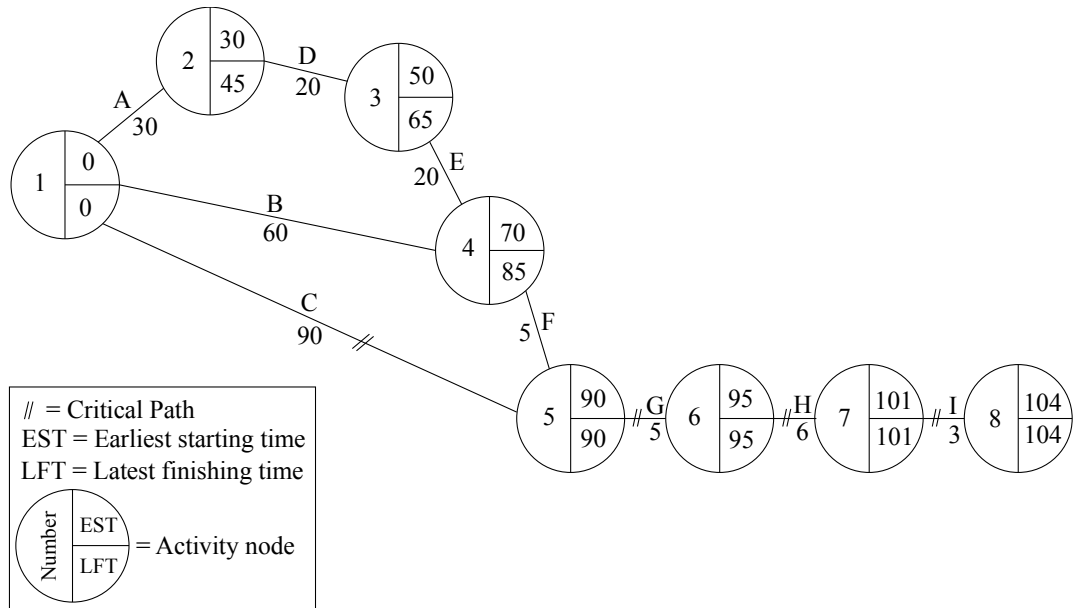 2
30
45
D
20
3
50
65
A
30
1
0
0
E
20
B
60
4
70
85
C
90
F
5
5
90
90
G
5
6
95
95
H
6
7
101
101
I
3
8
104
104
// = Critical Path
EST = Earliest starting time
LFT = Latest finishing time
Number
EST
LFT
= Activity node